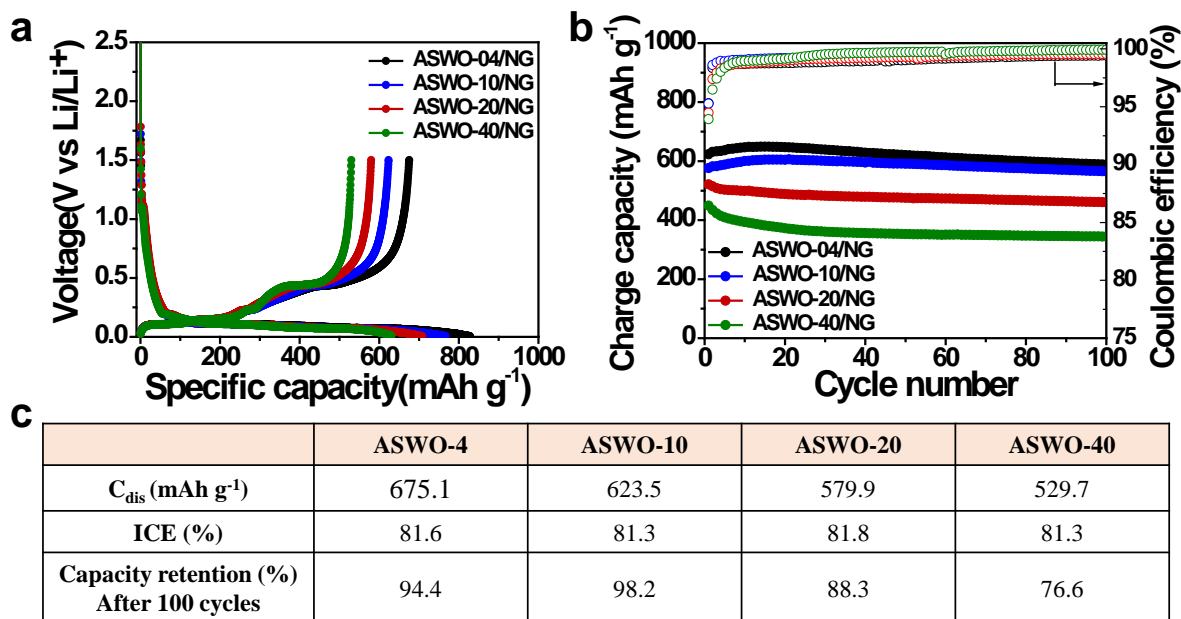 a
2.5
2.0
1.5
1.0
0.5
0.0
Voltage(V vs Li/Li⁺)
ASWO-04/NG
ASWO-10/NG
ASWO-20/NG
ASWO-40/NG
0 200 400 600 800 1000
Specific capacity(mAh g⁻¹)
b
1000
800
600
400
200
0
Charge capacity (mAh g⁻¹)
ASWO-04/NG
ASWO-10/NG
ASWO-20/NG
ASWO-40/NG
100
95
90
85
80
75
Coulombic efficiency (%)
0 20 40 60 80 100
Cycle number
c
ASWO-4 ASWO-10 ASWO-20 ASWO-40
C_dis (mAh g⁻¹) 675.1 623.5 579.9 529.7
ICE (%) 81.6 81.3 81.8 81.3
Capacity retention (%)
After 100 cycles 94.4 98.2 88.3 76.6